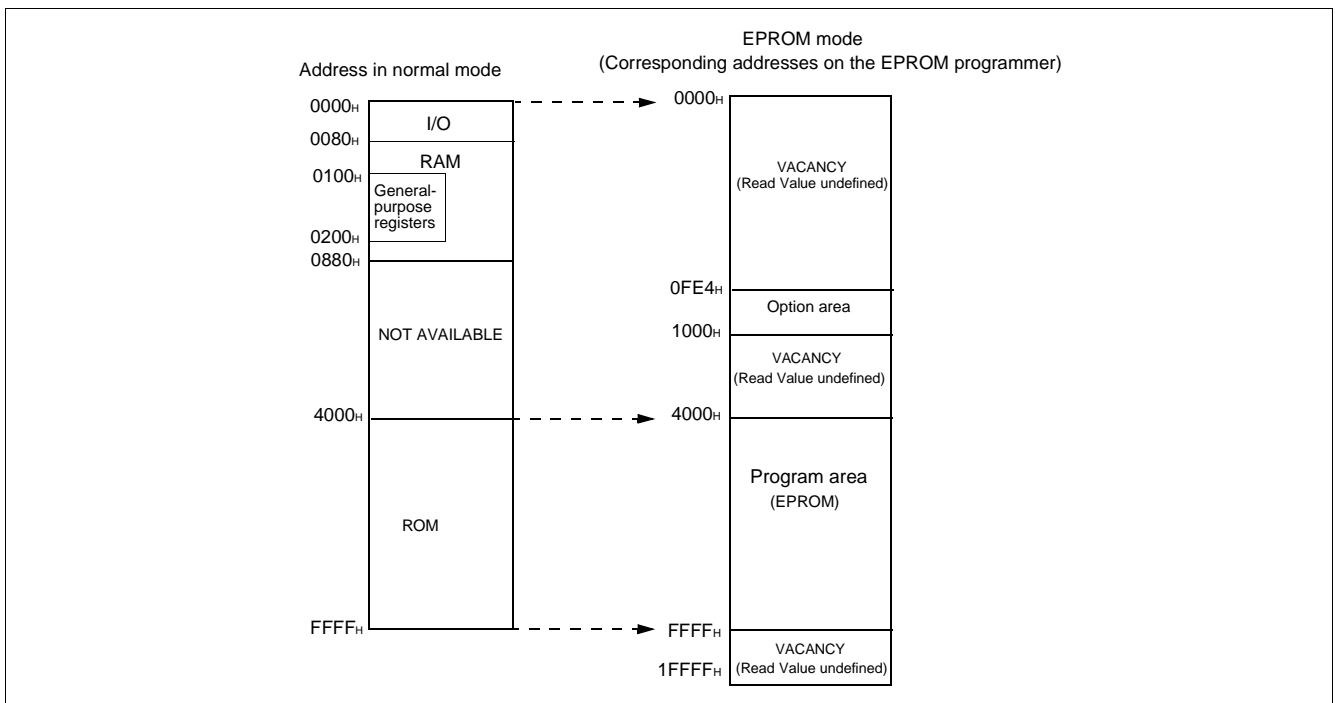 Address in normal mode
0000H
I/O
0080H
RAM
0100H
General-
purpose
registers
0200H
0880H
NOT AVAILABLE
4000H
ROM
FFFFH
EPROM mode
(Corresponding addresses on the EPROM programmer)
0000H
VACANCY
(Read Value undefined)
0FE4H
Option area
1000H
VACANCY
(Read Value undefined)
4000H
Program area
(EPROM)
FFFFH
VACANCY
(Read Value undefined)
1FFFFH